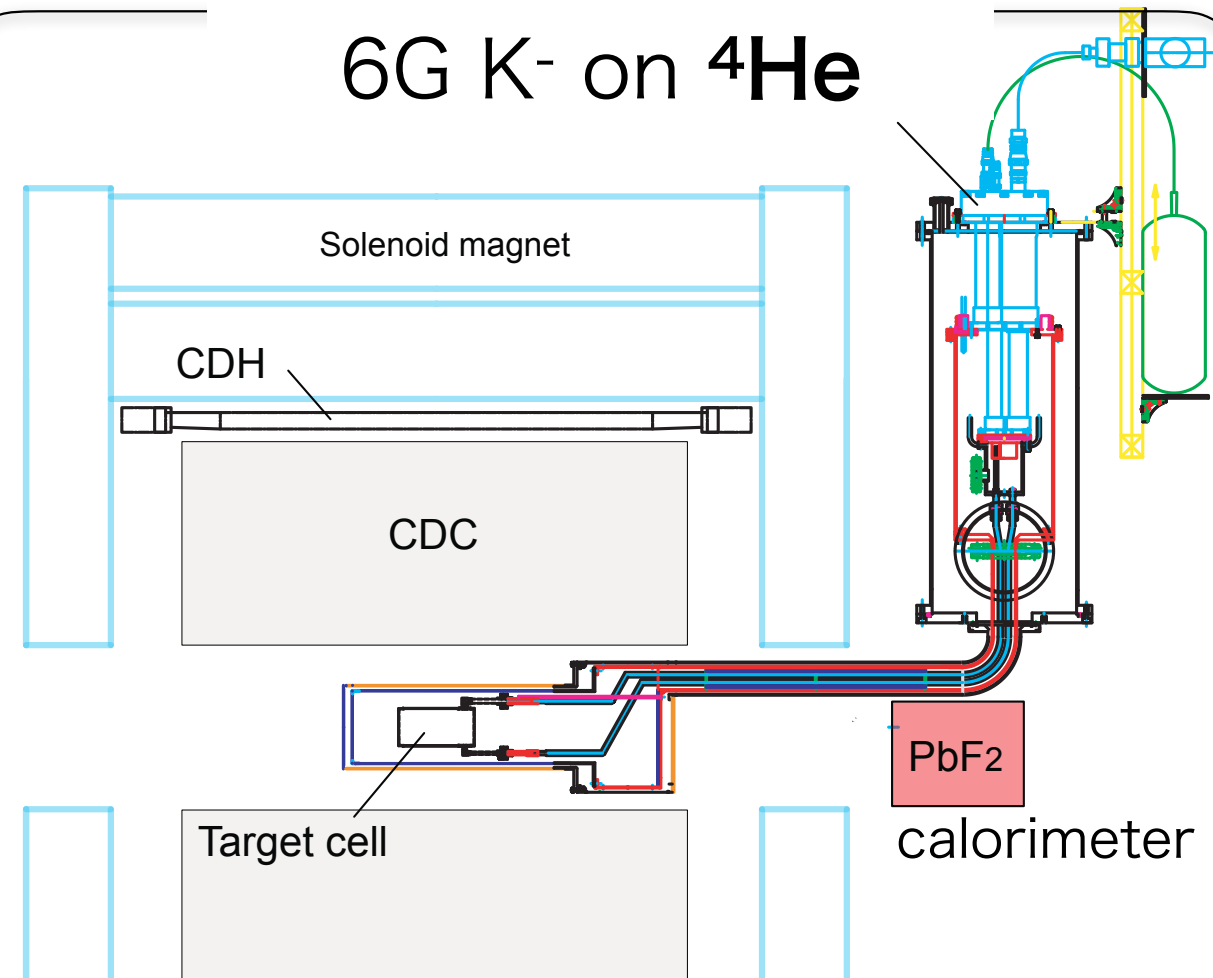 6G K⁻ on ⁴He
Solenoid magnet
CDH
CDC
PbF2
Target cell
calorimeter